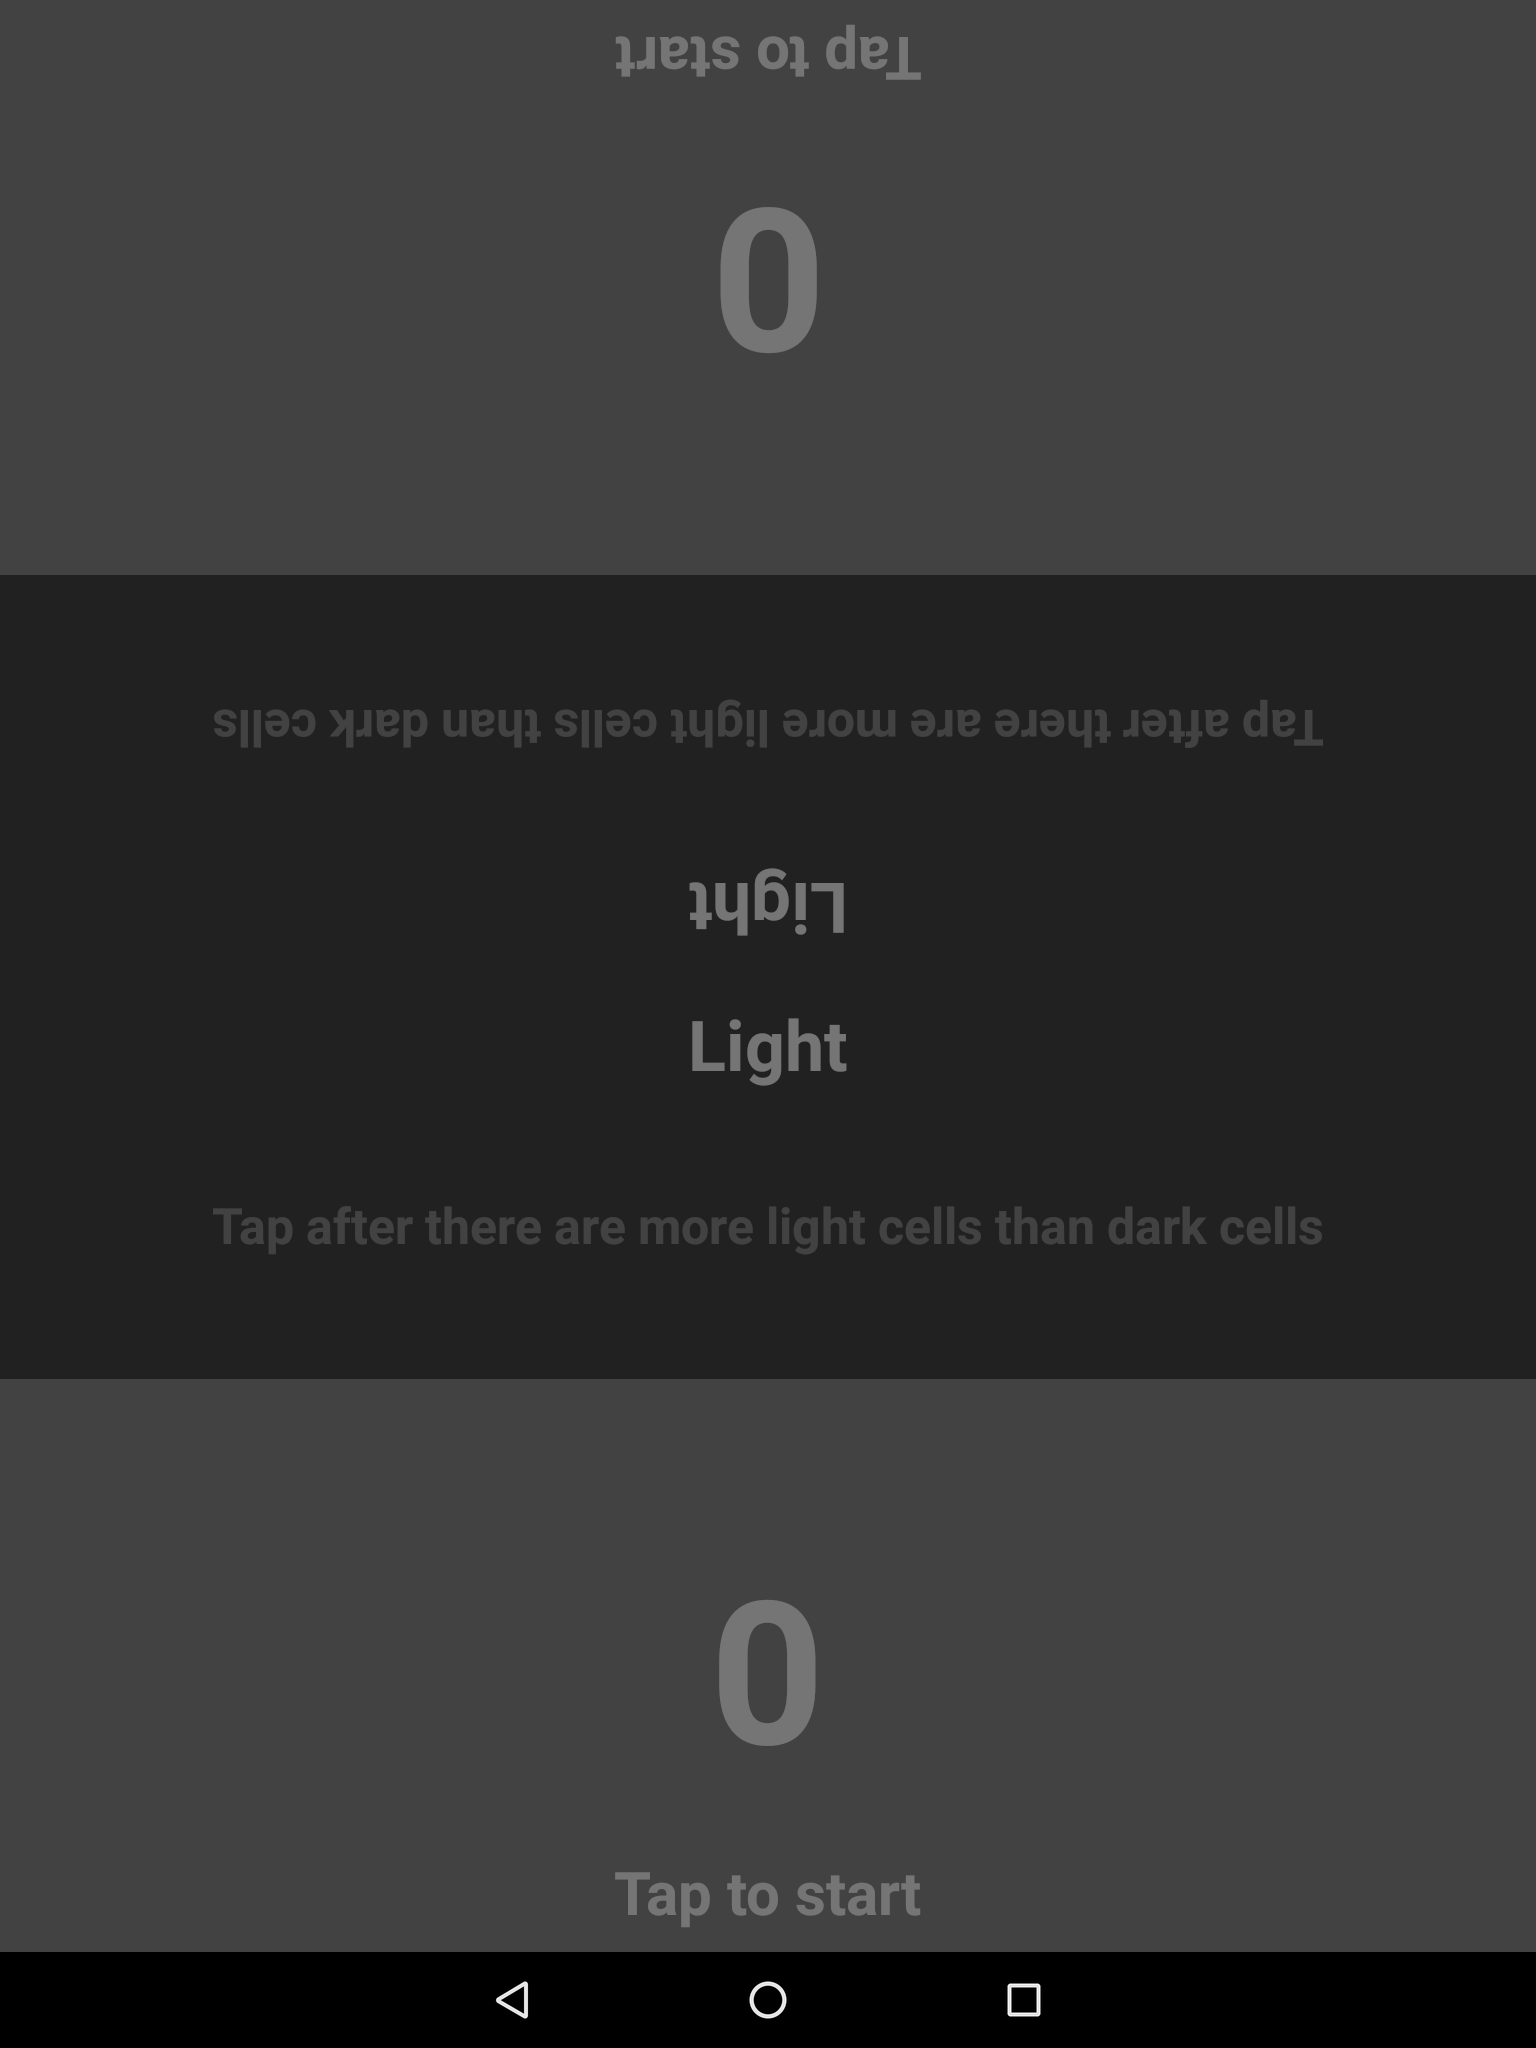 Tap to start
0
Tap after there are more light cells than dark cells
Light
Light
Tap after there are more light cells than dark cells
0
Tap to start